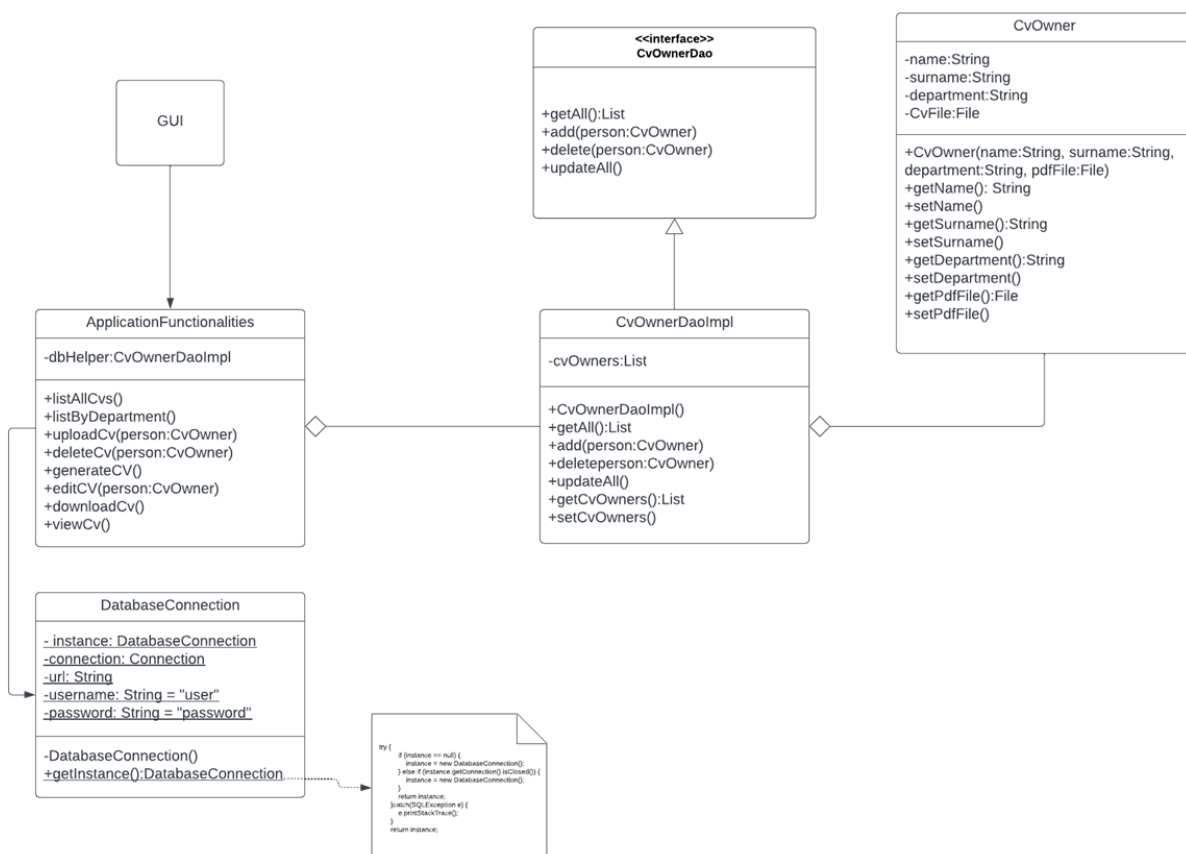 GUI
<<interface>>
CvOwnerDao
+getAll():List
+add(person:CvOwner)
+delete(person:CvOwner)
+updateAll()
CvOwner
-name:String
-surname:String
-department:String
-CvFile:File
+CvOwner(name:String, surname:String,
department:String, pdfFile:File)
+getName(): String
+setName()
+getSurname():String
+setSurname()
+getDepartment():String
+setDepartment()
+getPdfFile():File
+setPdfFile()
ApplicationFunctionalities
-dbHelper:CvOwnerDaoImpl
+listAllCvs()
+listByDepartment()
+uploadCv(person:CvOwner)
+deleteCv(person:CvOwner)
+generateCV()
+editCV(person:CvOwner)
+downloadCv()
+viewCv()
CvOwnerDaoImpl
-cvOwners:List
+CvOwnerDaoImpl()
+getAll():List
+add(person:CvOwner)
+deleteperson:CvOwner)
+updateAll()
+getCvOwners():List
+setCvOwners()
DatabaseConnection
- instance: DatabaseConnection
-connection: Connection
-url: String
-username: String = "user"
-password: String = "password"
-DatabaseConnection()
+getInstance():DatabaseConnection
try {
if (instance == null) {
instance = new DatabaseConnection();
} else if (instance.getConnection().isClosed()) {
instance = new DatabaseConnection();
}
return instance;
}catch(SQLException e) {
e.printStackTrace();
}
return instance;